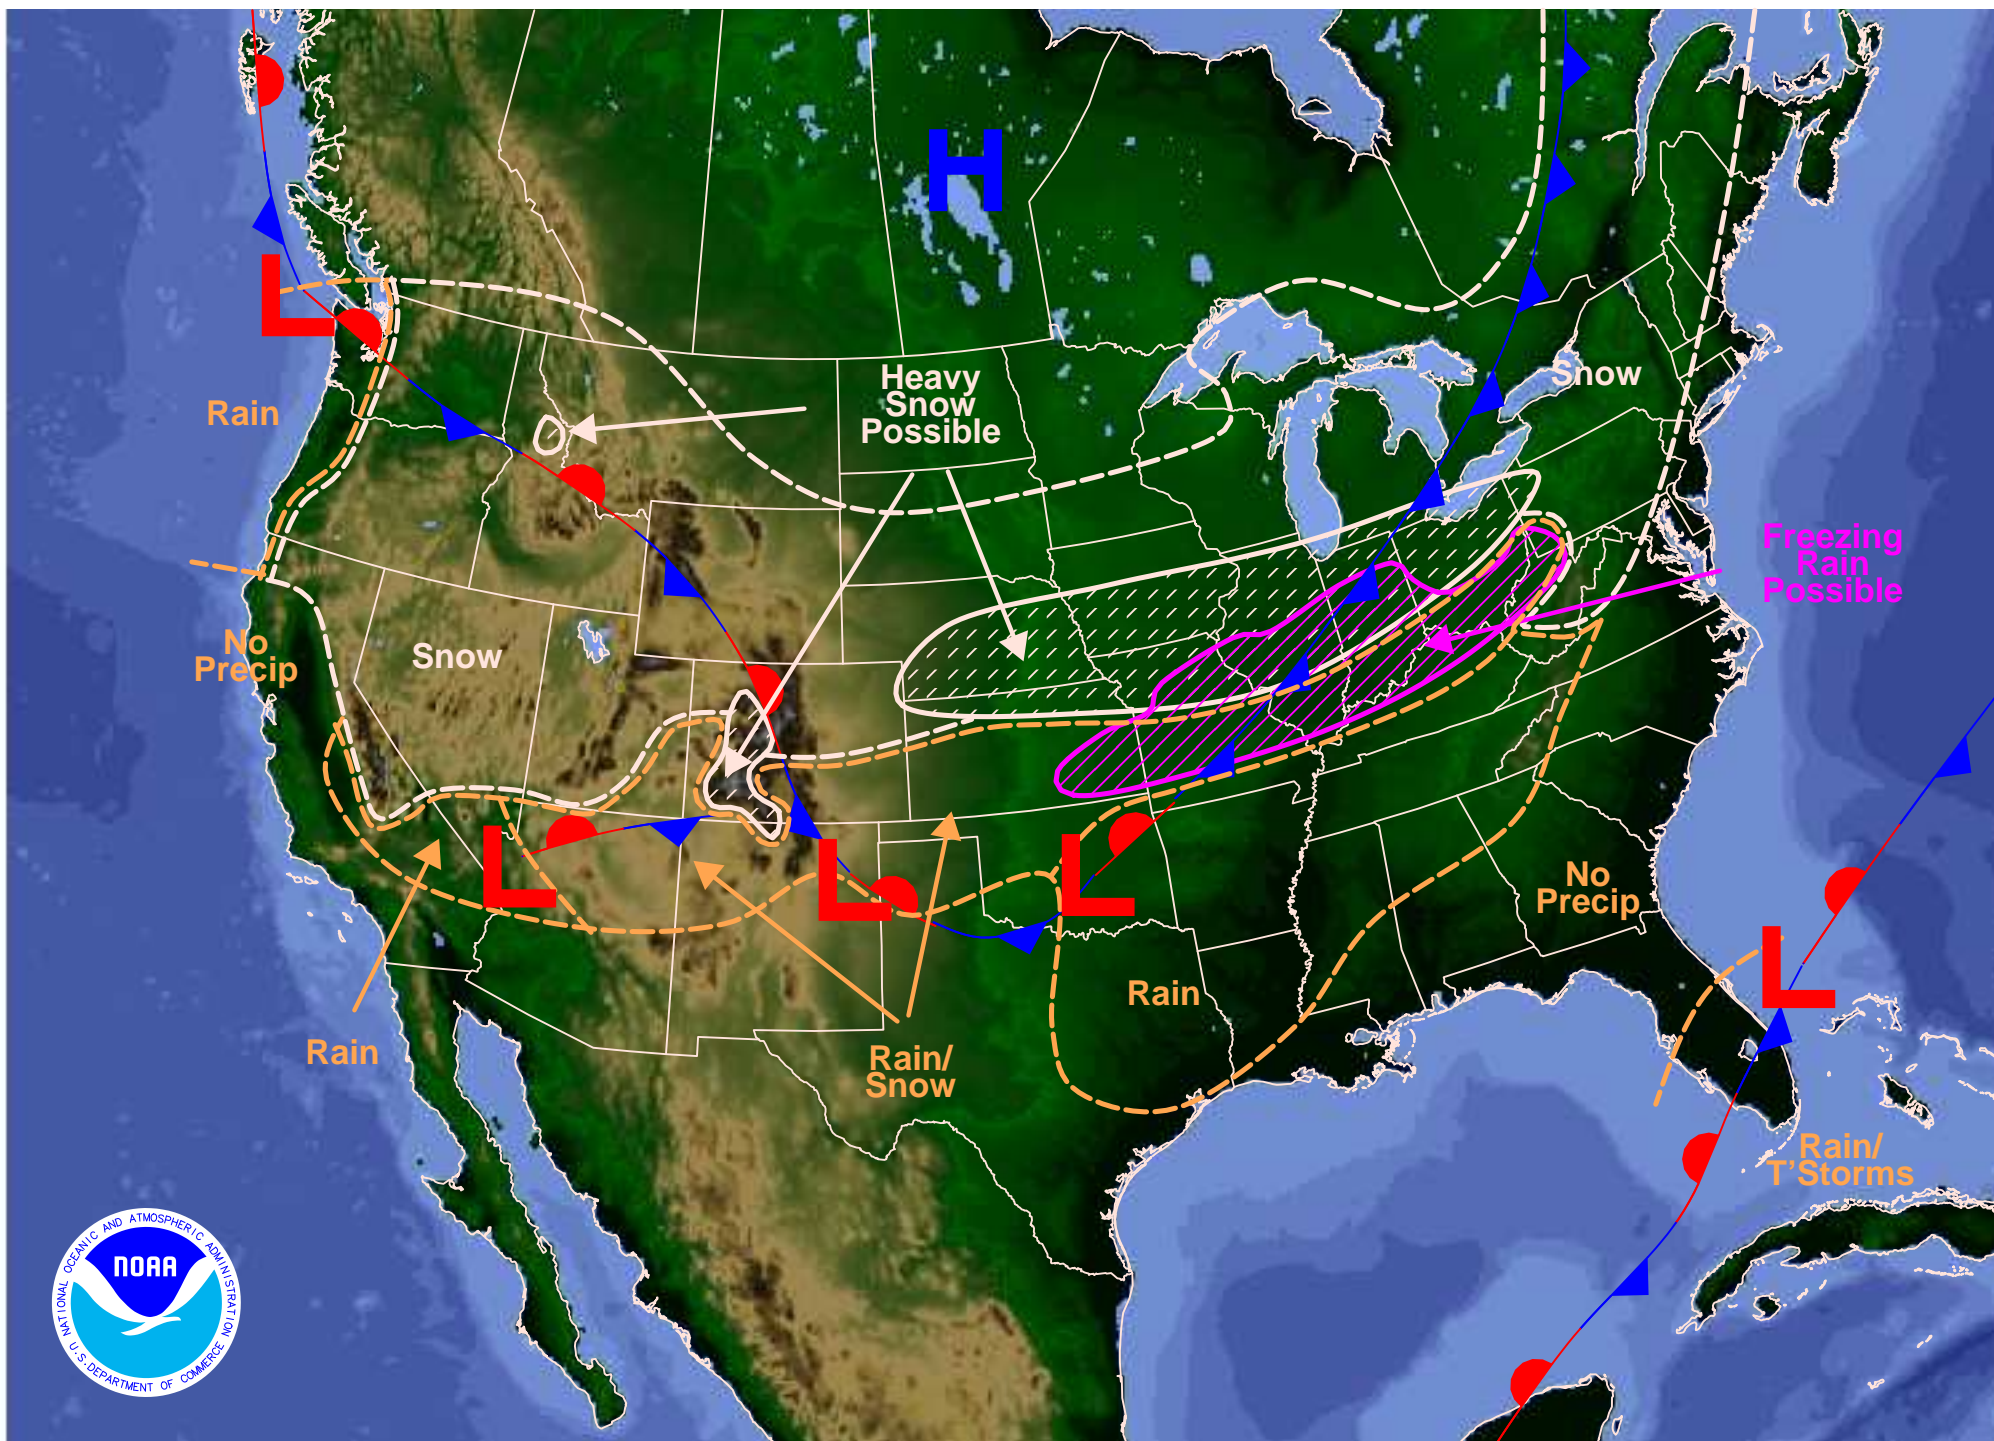 H
L
Heavy
Snow
Possible
Snow
Rain
Freezing
Rain
Possible
No
Precip
Snow
L
L
L
No
Precip
L
Rain
Rain
Rain/
Snow
Rain/
T'Storms
NATIONAL OCEANIC AND ATMOSPHERIC ADMINISTRATION
NOAA
U.S. DEPARTMENT OF COMMERCE